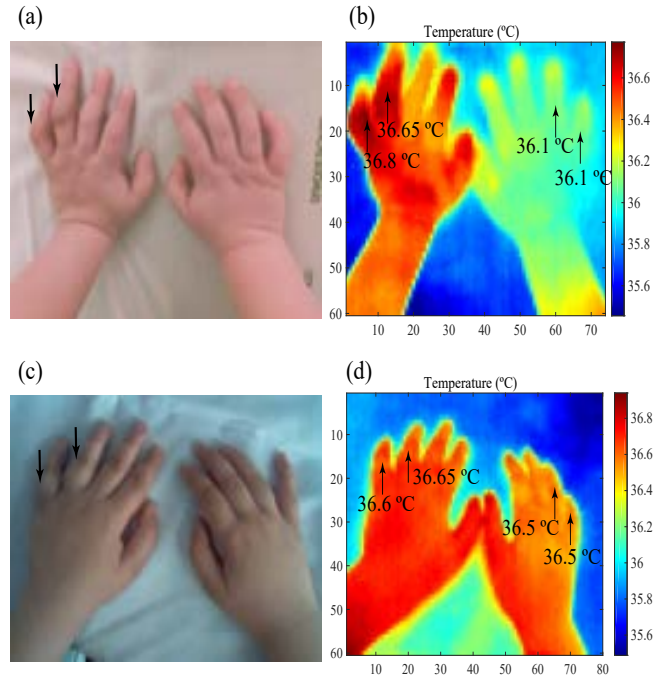 (a)
(b)
Temperature (ºC)
10
20
30
40
50
60
36.65 ºC
36.8 ºC
36.1 ºC
36.1 ºC
10 20 30 40 50 60 70
36.6
36.4
36.2
36
35.8
35.6
(c)
(d)
Temperature (ºC)
10
20
30
40
50
60
36.65 ºC
36.6 ºC
36.5 ºC
36.5 ºC
10 20 30 40 50 60 70 80
36.8
36.6
36.4
36.2
36
35.8
35.6